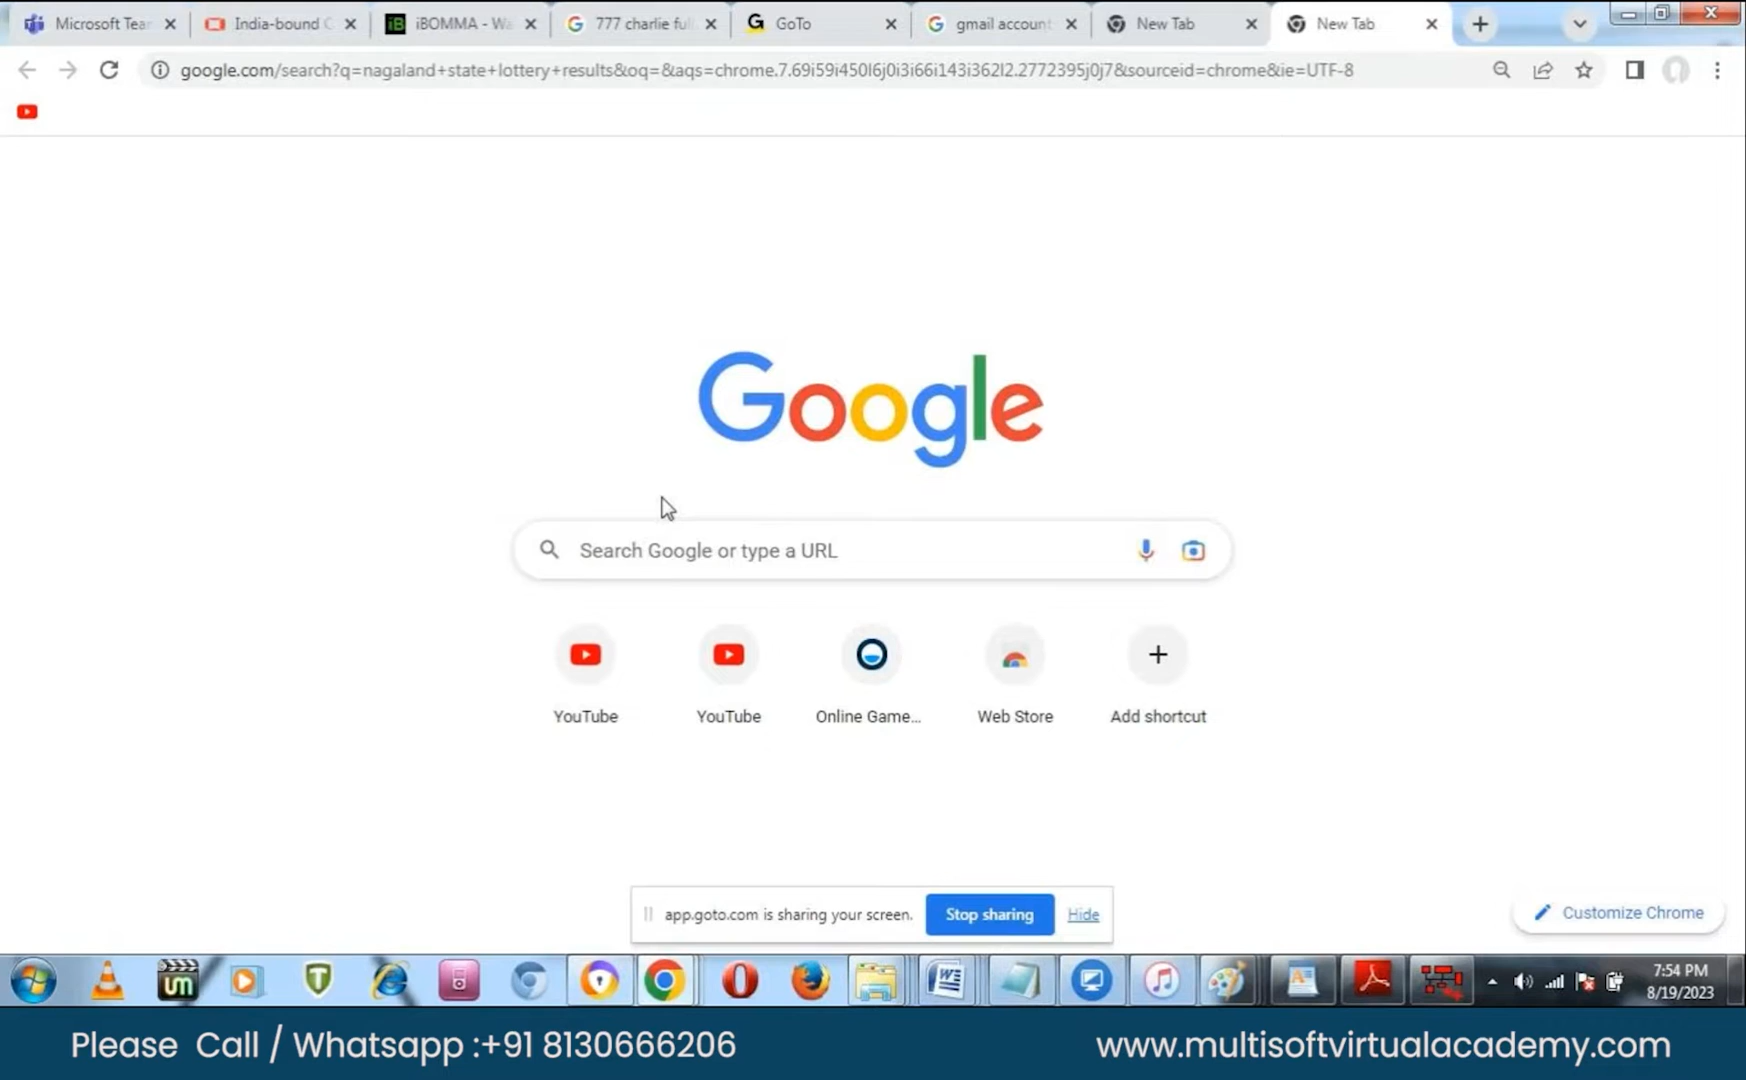 Microsoft Tear
India-bound C
iBOMMA - Wa
777 charlie ful
GoTo
gmail account
New Tab
New Tab
google.com/search?q=nagaland+state+lottery+results&oq=&aqs=chrome.7.69i59i450l6j0i3i66i143i362l2.2772395j0j7&sourceid=chrome&ie=UTF-8
Google
Search Google or type a URL
YouTube
YouTube
Online Game...
Web Store
Add shortcut
app.goto.com is sharing your screen.
Stop sharing
Hide
Customize Chrome
7:54 PM
8/19/2023
Please Call / Whatsapp :+91 8130666206
www.multisoftvirtualacademy.com